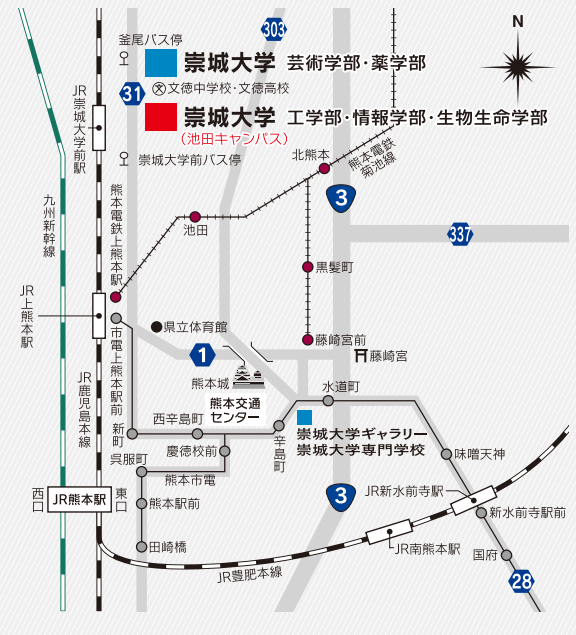 303
N
釜尾バス停
崇城大学 芸術学部・薬学部
31
文 文徳中学校・文徳高校
崇城大学 工学部・情報学部・生物生命学部
(池田キャンパス)
JR崇城大学前駅
崇城大学前バス停
北熊本
熊本電鉄
菊池線
3
九州新幹線
熊本電鉄上熊本駅
池田
337
黒髪町
JR上熊本駅
市電上熊本駅前
県立体育館
藤崎宮前
藤崎宮
1
熊本城
JR鹿児島本線
熊本交通
センター
水道町
西辛島町
新町
慶徳校前
辛島町
崇城大学ギャラリー
崇城大学専門学校
味噌天神
呉服町
熊本市電
西口
JR熊本駅
東口
熊本駅前
3
JR新水前寺駅
新水前寺駅前
田崎橋
JR南熊本駅
国府
JR豊肥本線
28